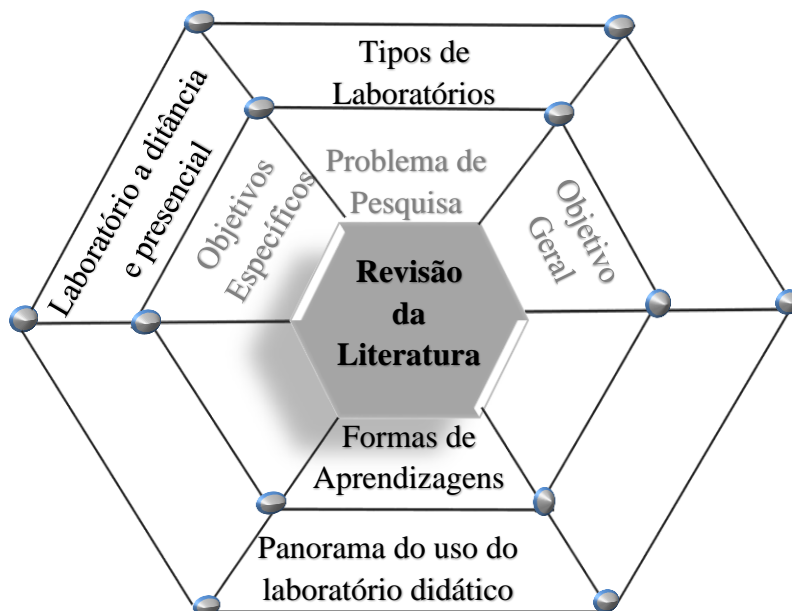 Tipos de
Laboratórios
Laboratório a ditância
e presencial
Objetivos
Específicos
Problema de
Pesquisa
Objetivo
Geral
Revisão
da
Literatura
Formas de
Aprendizagens
Panorama do uso do
laboratório didático